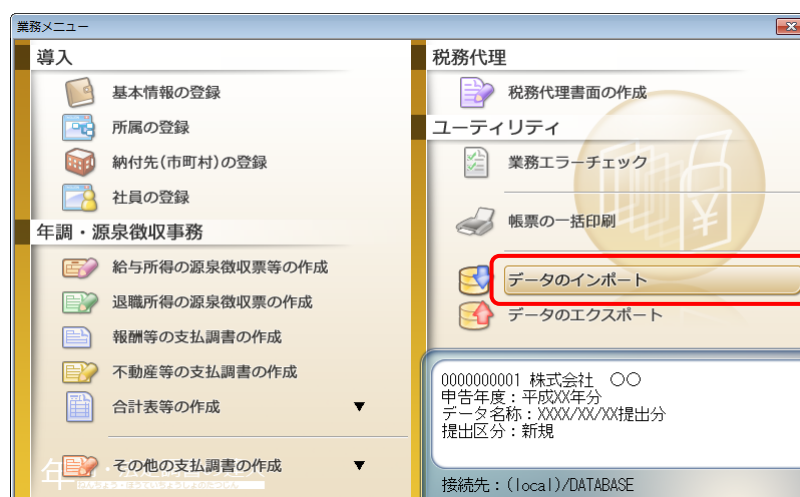 業務メニュー
導入
基本情報の登録
所属の登録
納付先(市町村)の登録
社員の登録
年調・源泉徴収事務
給与所得の源泉徴収票等の作成
退職所得の源泉徴収票の作成
報酬等の支払調書の作成
不動産等の支払調書の作成
合計表等の作成 ▼
その他の支払調書の作成 ▼
税務代理
税務代理書面の作成
ユーティリティ
業務エラーチェック
帳票の一括印刷
データのインポート
データのエクスポート
0000000001 株式会社 〇〇
申告年度:平成XX年分
データ名称:XXXX/XX/XX提出分
提出区分:新規
接続先:(local)/DATABASE